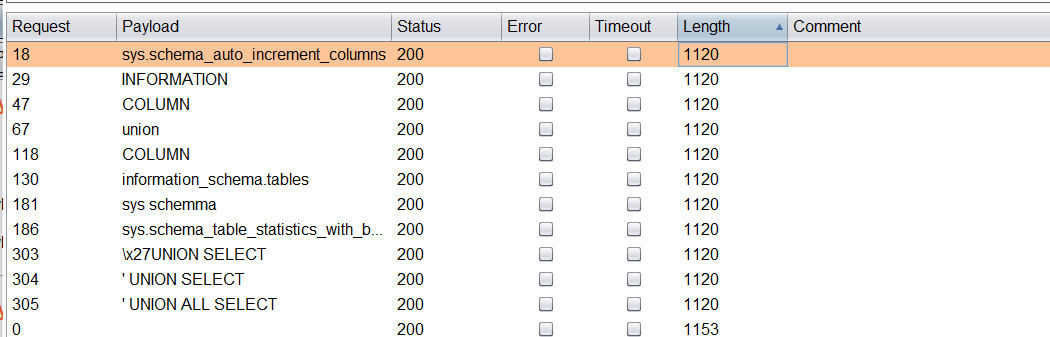 Request Payload Status Error Timeout Length Comment
18 sys.schema_auto_increment_columns 200 1120
29 INFORMATION 200 1120
47 COLUMN 200 1120
67 union 200 1120
118 COLUMN 200 1120
130 information_schema.tables 200 1120
181 sys schemma 200 1120
186 sys.schema_table_statistics_with_b... 200 1120
303 \x27UNION SELECT 200 1120
304 ' UNION SELECT 200 1120
305 ' UNION ALL SELECT 200 1120
0 200 1153